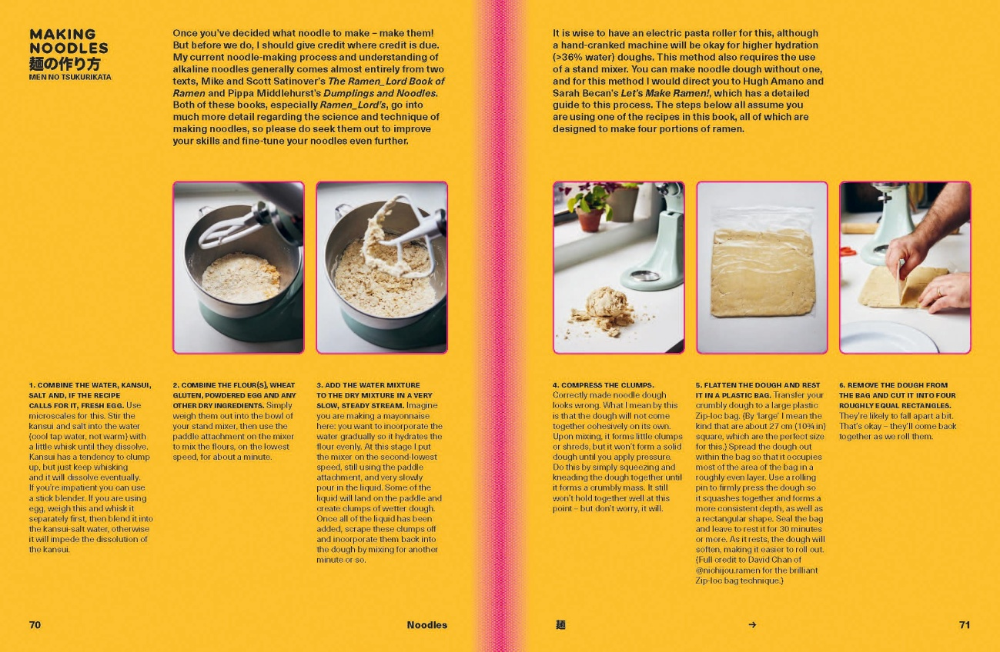 MAKING
NOODLES
麺の作り方
MEN NO TSUKURIKATA
Once you’ve decided what noodle to make – make them!
But before we do, I should give credit where credit is due.
My current noodle-making process and understanding of
alkaline noodles generally comes almost entirely from two
texts, Mike and Scott Satinover’s The Ramen_Lord Book of
Ramen and Pippa Middlehurst’s Dumplings and Noodles.
Both of these books, especially Ramen_Lord’s, go into
much more detail regarding the science and technique of
making noodles, so please do seek them out to improve
your skills and fine-tune your noodles even further.
1. COMBINE THE WATER, KANSUI,
SALT AND, IF THE RECIPE
CALLS FOR IT, FRESH EGG. Use
microscales for this. Stir the
kansui and salt into the water
(cool tap water, not warm) with
a little whisk until they dissolve.
Kansui has a tendency to clump
up, but just keep whisking
and it will dissolve eventually.
If you’re impatient you can use
a stick blender. If you are using
egg, weigh this and whisk it
separately first, then blend it into
the kansui-salt water, otherwise
it will impede the dissolution of
the kansui.
2. COMBINE THE FLOUR(S), WHEAT
GLUTEN, POWDERED EGG AND ANY
OTHER DRY INGREDIENTS. Simply
weigh them out into the bowl of
your stand mixer, then use the
paddle attachment on the mixer
to mix the flours, on the lowest
speed, for about a minute.
3. ADD THE WATER MIXTURE
TO THE DRY MIXTURE IN A VERY
SLOW, STEADY STREAM. Imagine
you are making a mayonnaise
here: you want to incorporate the
water gradually so it hydrates the
flour evenly. At this stage I put
the mixer on the second-lowest
speed, still using the paddle
attachment, and very slowly
pour in the liquid. Some of the
liquid will land on the paddle and
create clumps of wetter dough.
Once all of the liquid has been
added, scrape these clumps off
and incorporate them back into
the dough by mixing for another
minute or so.
70
Noodles
It is wise to have an electric pasta roller for this, although
a hand-cranked machine will be okay for higher hydration
(>36% water) doughs. This method also requires the use
of a stand mixer. You can make noodle dough without one,
and for this method I would direct you to Hugh Amano and
Sarah Becan’s Let’s Make Ramen!, which has a detailed
guide to this process. The steps below all assume you
are using one of the recipes in this book, all of which are
designed to make four portions of ramen.
4. COMPRESS THE CLUMPS.
Correctly made noodle dough
looks wrong. What I mean by this
is that the dough will not come
together cohesively on its own.
Upon mixing, it forms little clumps
or shreds, but it won’t form a solid
dough until you apply pressure.
Do this by simply squeezing and
kneading the dough together until
it forms a crumbly mass. It still
won’t hold together well at this
point – but don’t worry, it will.
5. FLATTEN THE DOUGH AND REST
IT IN A PLASTIC BAG. Transfer your
crumbly dough to a large plastic
Zip-loc bag. (By ‘large’ I mean the
kind that are about 27 cm (10¾ in)
square, which are the perfect size
for this.) Spread the dough out
within the bag so that it occupies
most of the area of the bag in a
roughly even layer. Use a rolling
pin to firmly press the dough so
it squashes together and forms a
more consistent depth, as well as
a rectangular shape. Seal the bag
and leave to rest it for 30 minutes
or more. As it rests, the dough will
soften, making it easier to roll out.
(Full credit to David Chan of
@nichijou.ramen for the brilliant
Zip-loc bag technique.)
6. REMOVE THE DOUGH FROM
THE BAG AND CUT IT INTO FOUR
ROUGHLY EQUAL RECTANGLES.
They’re likely to fall apart a bit.
That’s okay – they’ll come back
together as we roll them.
麺
→
71